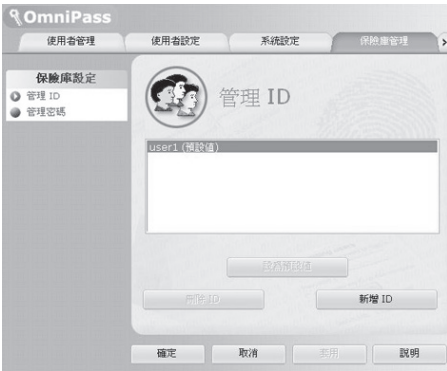 OmniPass
使用者管理
使用者設定
系統設定
保險庫管理
保險庫設定
管理 ID
管理密碼
管理 ID
user1 (預設值)
設為預設值
刪除 ID
新增 ID
確定
取消
套用
說明